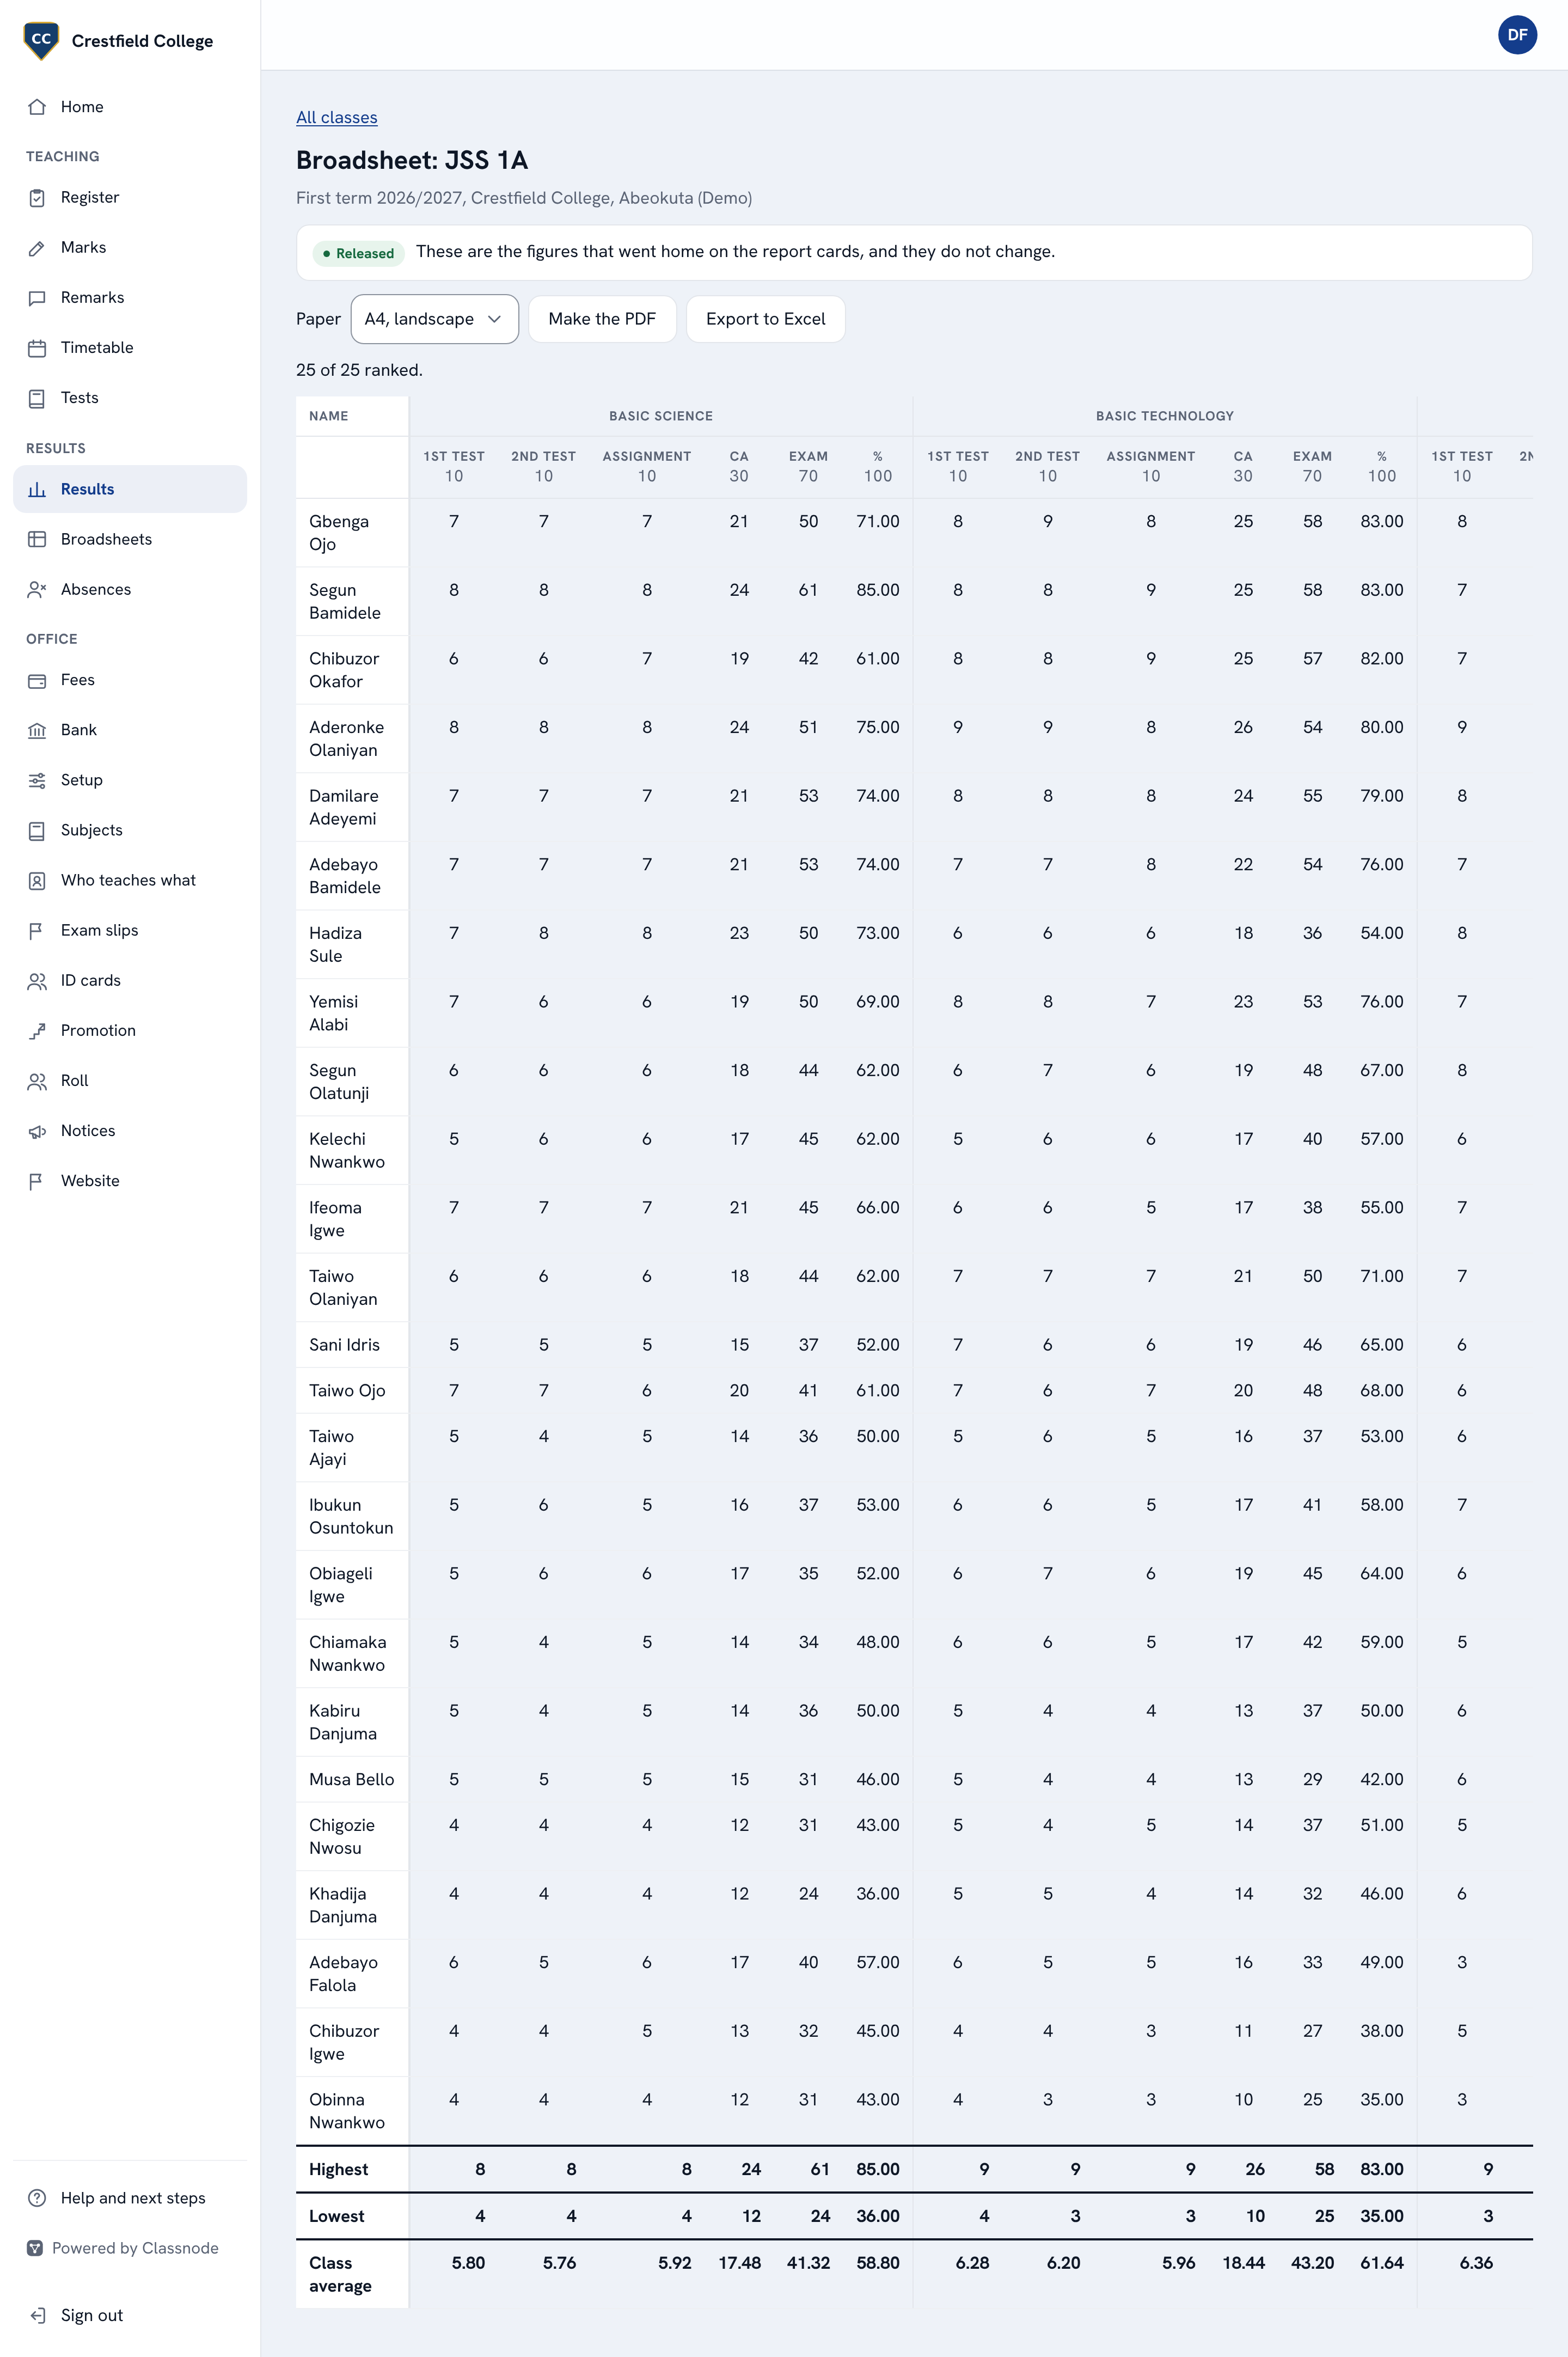 CC Crestfield College
DF
Home
TEACHING
Register
Marks
Remarks
Timetable
Tests
RESULTS
Results
Broadsheets
Absences
OFFICE
Fees
Bank
Setup
Subjects
Who teaches what
Exam slips
ID cards
Promotion
Roll
Notices
Website
Help and next steps
Powered by Classnode
Sign out
All classes
Broadsheet: JSS 1A
First term 2026/2027, Crestfield College, Abeokuta (Demo)
Released These are the figures that went home on the report cards, and they do not change.
Paper A4, landscape Make the PDF Export to Excel
25 of 25 ranked.
NAME BASIC SCIENCE BASIC TECHNOLOGY
1ST TEST 2ND TEST ASSIGNMENT CA EXAM % 1ST TEST 2ND TEST ASSIGNMENT CA EXAM % 1ST TEST
10 10 10 30 70 100 10 10 10 30 70 100 10
Gbenga Ojo 7 7 7 21 50 71.00 8 9 8 25 58 83.00 8
Segun Bamidele 8 8 8 24 61 85.00 8 8 9 25 58 83.00 7
Chibuzor Okafor 6 6 7 19 42 61.00 8 8 9 25 57 82.00 7
Aderonke Olaniyan 8 8 8 24 51 75.00 9 9 8 26 54 80.00 9
Damilare Adeyemi 7 7 7 21 53 74.00 8 8 8 24 55 79.00 8
Adebayo Bamidele 7 7 7 21 53 74.00 7 7 8 22 54 76.00 7
Hadiza Sule 7 8 8 23 50 73.00 6 6 6 18 36 54.00 8
Yemisi Alabi 7 6 6 19 50 69.00 8 8 7 23 53 76.00 7
Segun Olatunji 6 6 6 18 44 62.00 6 7 6 19 48 67.00 8
Kelechi Nwankwo 5 6 6 17 45 62.00 5 6 6 17 40 57.00 6
Ifeoma Igwe 7 7 7 21 45 66.00 6 6 5 17 38 55.00 7
Taiwo Olaniyan 6 6 6 18 44 62.00 7 7 7 21 50 71.00 7
Sani Idris 5 5 5 15 37 52.00 7 6 6 19 46 65.00 6
Taiwo Ojo 7 7 6 20 41 61.00 7 6 7 20 48 68.00 6
Taiwo Ajayi 5 4 5 14 36 50.00 5 6 5 16 37 53.00 6
Ibukun Osuntokun 5 6 5 16 37 53.00 6 6 5 17 41 58.00 7
Obiageli Igwe 5 6 6 17 35 52.00 6 7 6 19 45 64.00 6
Chiamaka Nwankwo 5 4 5 14 34 48.00 6 6 5 17 42 59.00 5
Kabiru Danjuma 5 4 5 14 36 50.00 5 4 4 13 37 50.00 6
Musa Bello 5 5 5 15 31 46.00 5 4 4 13 29 42.00 6
Chigozie Nwosu 4 4 4 12 31 43.00 5 4 5 14 37 51.00 5
Khadija Danjuma 4 4 4 12 24 36.00 5 5 4 14 32 46.00 6
Adebayo Falola 6 5 6 17 40 57.00 6 5 5 16 33 49.00 3
Chibuzor Igwe 4 4 5 13 32 45.00 4 4 3 11 27 38.00 5
Obinna Nwankwo 4 4 4 12 31 43.00 4 3 3 10 25 35.00 3
Highest 8 8 8 24 61 85.00 9 9 9 26 58 83.00 9
Lowest 4 4 4 12 24 36.00 4 3 3 10 25 35.00 3
Class average 5.80 5.76 5.92 17.48 41.32 58.80 6.28 6.20 5.96 18.44 43.20 61.64 6.36